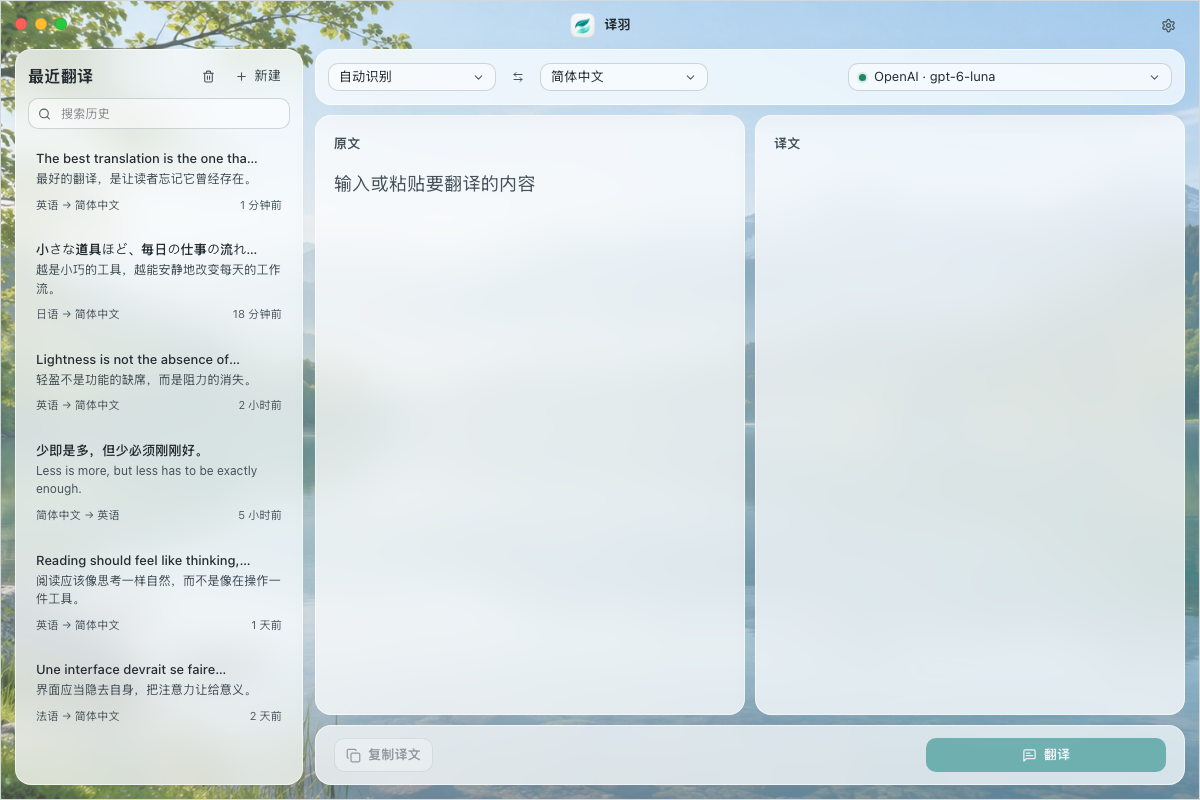 译羽
最近翻译
新建
搜索历史
The best translation is the one tha...
最好的翻译，是让读者忘记它曾经存在。
英语 → 简体中文
1 分钟前
小さな道具ほど、毎日の仕事の流れ...
越是小巧的工具，越能安静地改变每天的工作
流。
日语 → 简体中文
18 分钟前
Lightness is not the absence of...
轻盈不是功能的缺席，而是阻力的消失。
英语 → 简体中文
2 小时前
少即是多，但少必须刚刚好。
Less is more, but less has to be exactly
enough.
简体中文 → 英语
5 小时前
Reading should feel like thinking,...
阅读应该像思考一样自然，而不是像在操作一
件工具。
英语 → 简体中文
1 天前
Une interface devrait se faire...
界面应当隐去自身，把注意力让给意义。
法语 → 简体中文
2 天前
自动识别
简体中文
OpenAI · gpt-6-luna
原文
输入或粘贴要翻译的内容
译文
复制译文
翻译